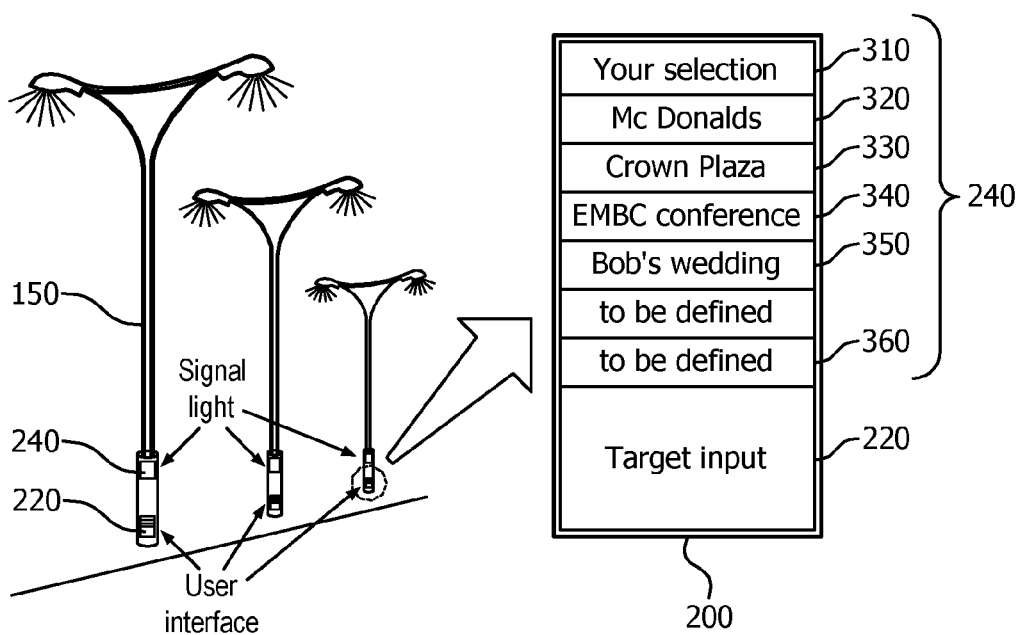 150
240
220
Signal
light
User
interface
Your selection
Mc Donalds
Crown Plaza
EMBC conference
Bob's wedding
to be defined
to be defined
Target input
310
320
330
340
350
360
240
220
200